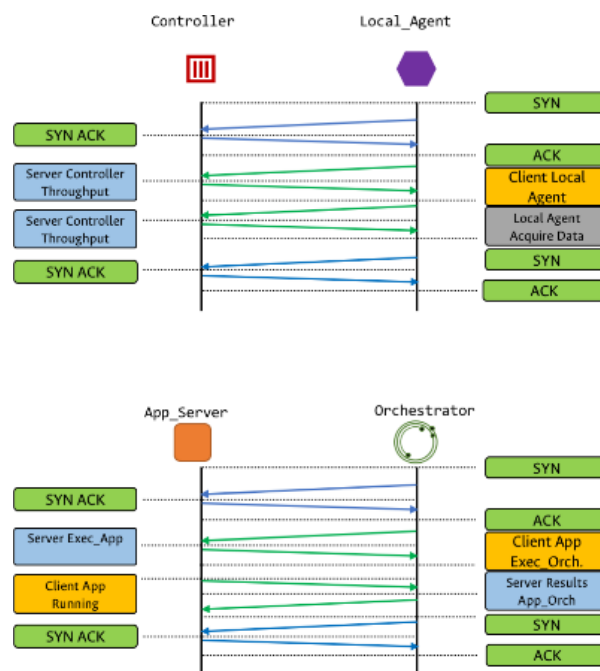 Controller
Local_Agent
SYN
SYN ACK
ACK
Server Controller
Throughput
Client Local
Agent
Server Controller
Throughput
Local Agent
Acquire Data
SYN ACK
SYN
ACK
App_Server
Orchestrator
SYN
SYN ACK
ACK
Server Exec_App
Client App
Exec_Orch.
Client App
Running
Server Results
App_Orch
SYN ACK
SYN
ACK